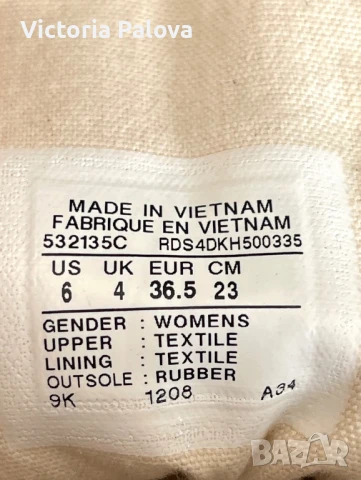 Victoria Palova
MADE IN VIETNAM
FABRIQUE EN VIETNAM
532135C RDS4DKH500335
US UK EUR CM
6 4 36.5 23
GENDER : WOMENS
UPPER : TEXTILE
LINING : TEXTILE
OUTSOLE : RUBBER
9K 1208 A34
BAZAR
bg